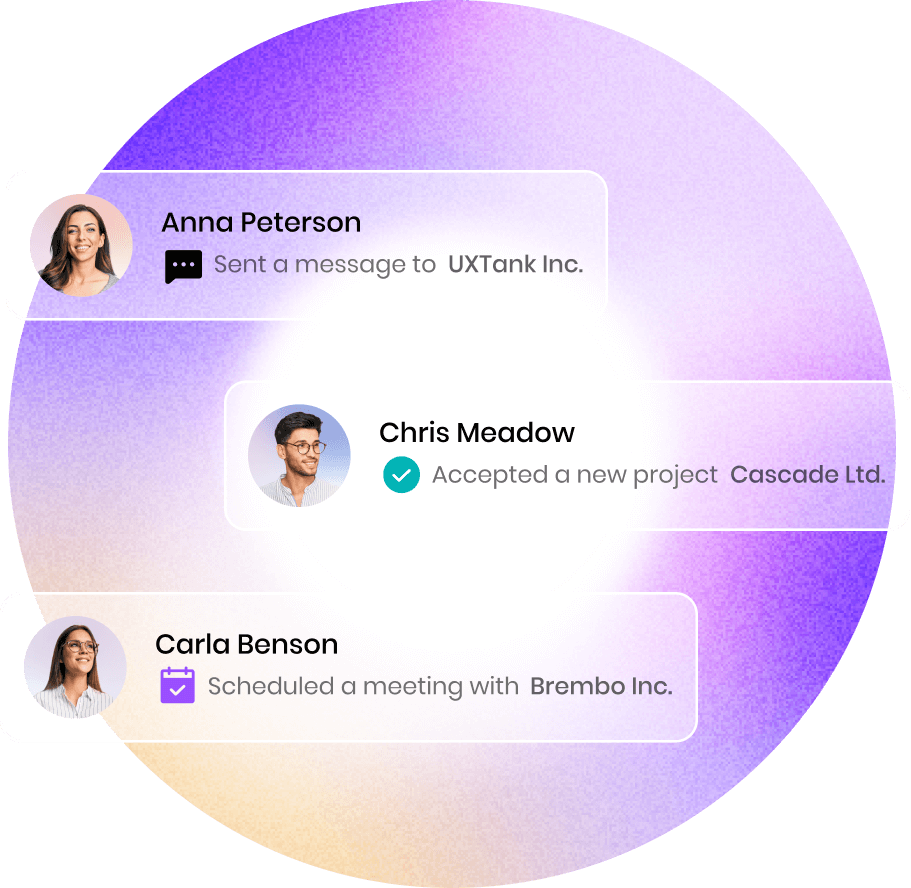 Anna Peterson
Sent a message to UXTank Inc.
Chris Meadow
Accepted a new project Cascade Ltd.
Carla Benson
Scheduled a meeting with Brembo Inc.